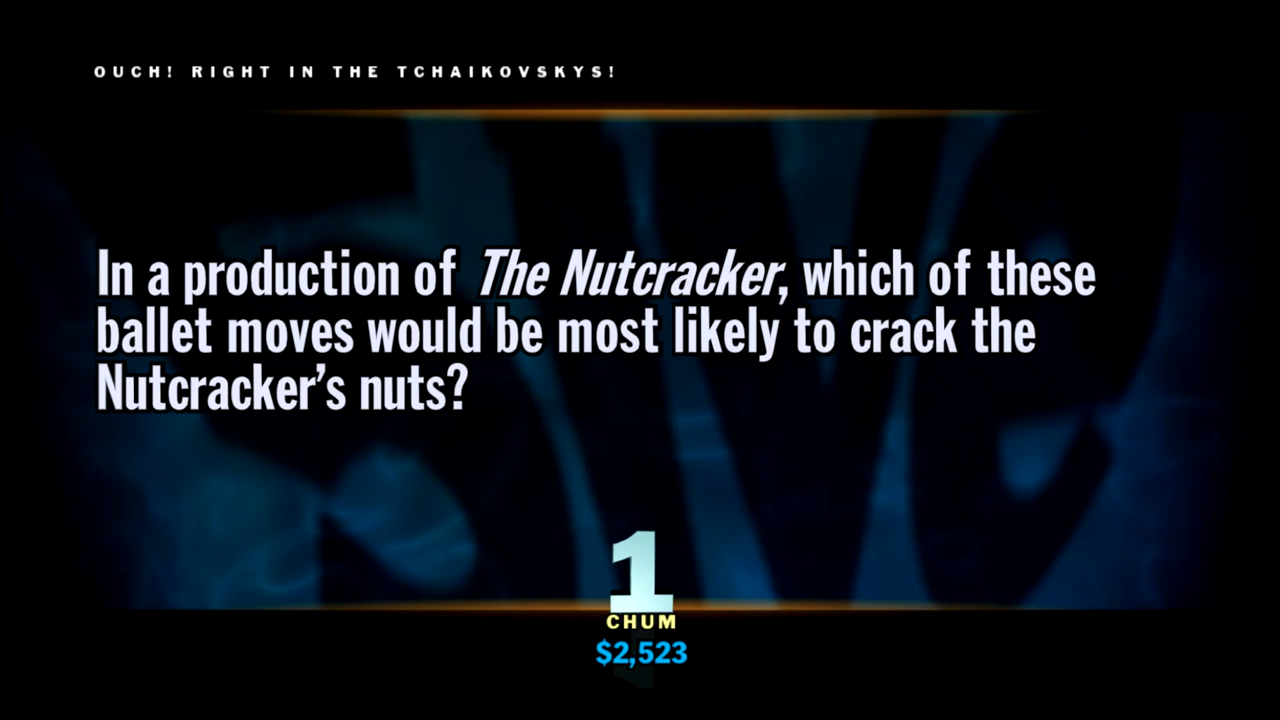 OUCH! RIGHT IN THE TCHAIKOVSKYS!
In a production of The Nutcracker, which of these
ballet moves would be most likely to crack the
Nutcracker's nuts?
1
CHUM
$2,523